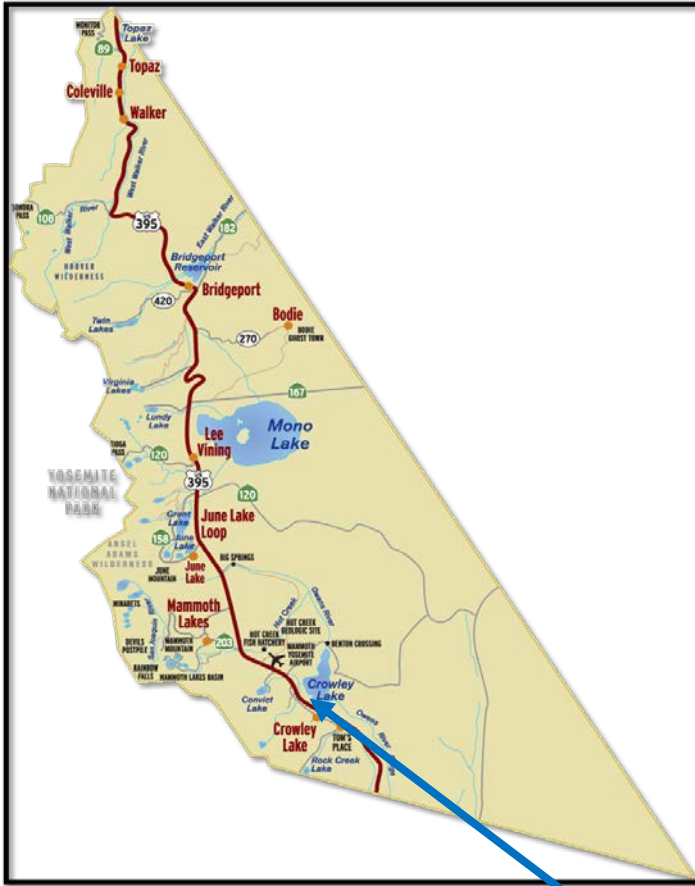 MONITOR
PASS
Topaz
Lake
89
Topaz
Coleville
Walker
West Walker River
SONORA
PASS
108
River
West Walker
US
395
East Walker River
182
HOOVER
WILDERNESS
Bridgeport
Reservoir
Bridgeport
420
Twin
Lakes
Bodie
BODIE
GHOST TOWN
270
Virginia
Lakes
167
Lundy
Lake
Mono
Lake
Lee
Vining
TIOGA
PASS
120
YOSEMITE
NATIONAL
PARK
US
395
120
Grant
Lake
June Lake
Loop
ANSEL
ADAMS
WILDERNESS
158
June
Lake
JUNE
MOUNTAIN
June
Lake
BIG SPRINGS
MINARETS
River
San Joaquin
Mammoth
Lakes
203
Hot Creek
Owens River
HOT CREEK
GEOLOGIC SITE
HOT CREEK
FISH HATCHERY
BENTON CROSSING
MAMMOTH
YOSEMITE
AIRPORT
DEVILS
POSTPILE
MAMMOTH
MOUNTAIN
RAINBOW
FALLS
MAMMOTH LAKES BASIN
Convict
Lake
Crowley
Lake
Crowley
Lake
TOM'S
PLACE
Owens
River
Rock Creek
Lake